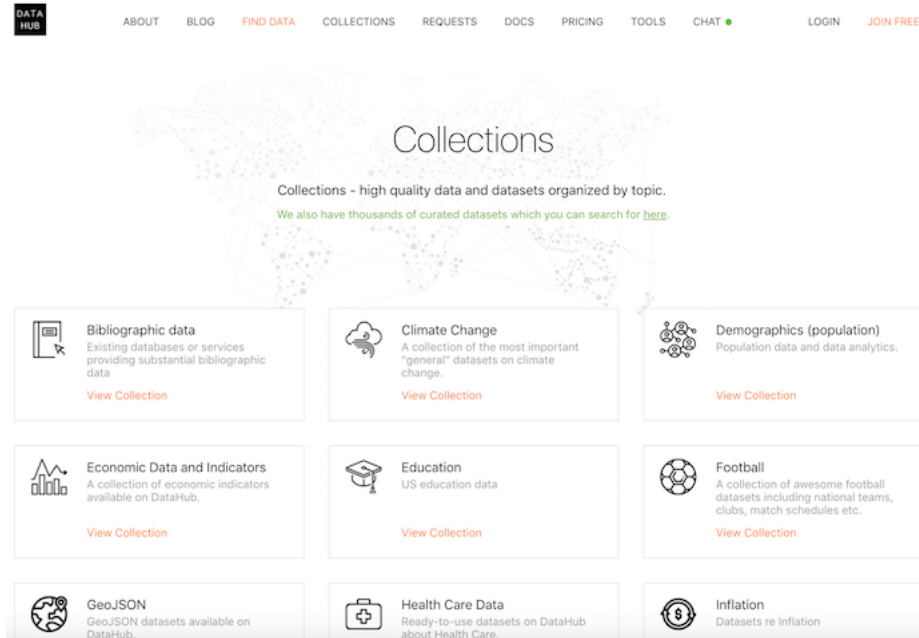 DATA
HUB
ABOUT BLOG FIND DATA COLLECTIONS REQUESTS DOCS PRICING TOOLS CHAT LOGIN JOIN FREE
Collections
Collections - high quality data and datasets organized by topic.
We also have thousands of curated datasets which you can search for here.
Bibliographic data
Existing databases or services
providing substantial bibliographic
data
View Collection
Climate Change
A collection of the most important
"general" datasets on climate
change.
View Collection
Demographics (population)
Population data and data analytics.
View Collection
Economic Data and Indicators
A collection of economic indicators
available on DataHub.
View Collection
Education
US education data
View Collection
Football
A collection of awesome football
datasets including national teams,
clubs, match schedules etc.
View Collection
GeoJSON
GeoJSON datasets available on
DataHub.
Health Care Data
Ready-to-use datasets on DataHub
about Health Care.
Inflation
Datasets re Inflation